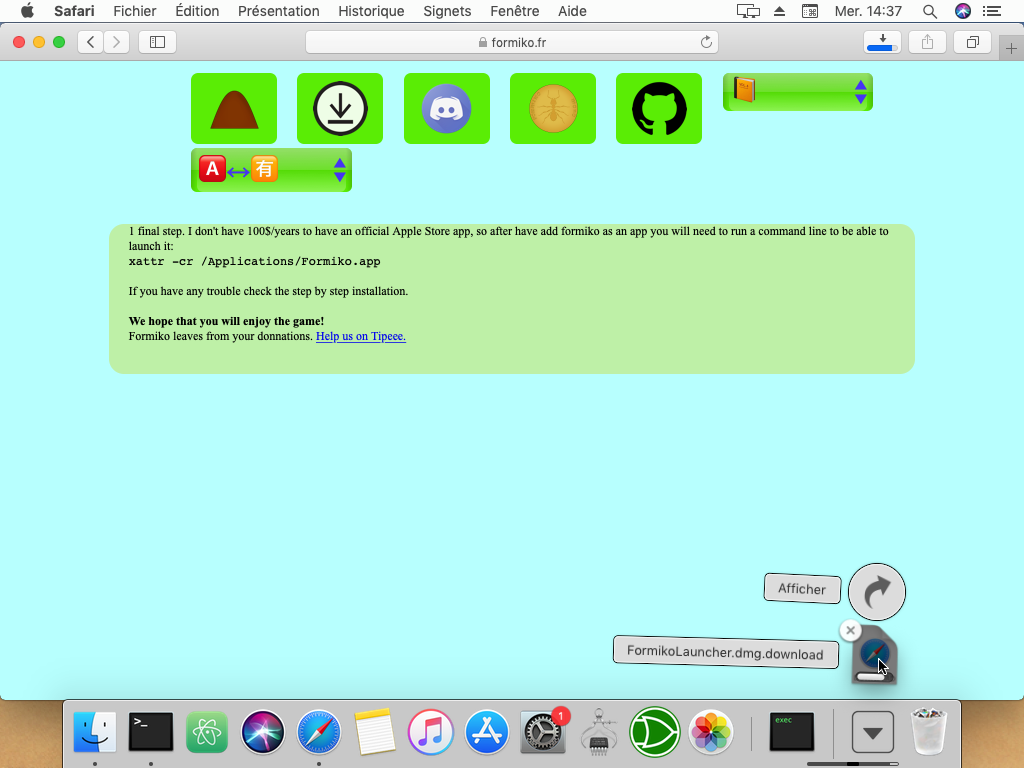 Safari Fichier Édition Présentation Historique Signets Fenêtre Aide Mer. 14:37
formiko.fr
A 有
1 final step. I don't have 100$/years to have an official Apple Store app, so after have add formiko as an app you will need to run a command line to be able to
launch it:
xattr -cr /Applications/Formiko.app
If you have any trouble check the step by step installation.
We hope that you will enjoy the game!
Formiko leaves from your donnations. Help us on Tipeee.
Afficher
FormikoLauncher.dmg.download
>_
1
exec